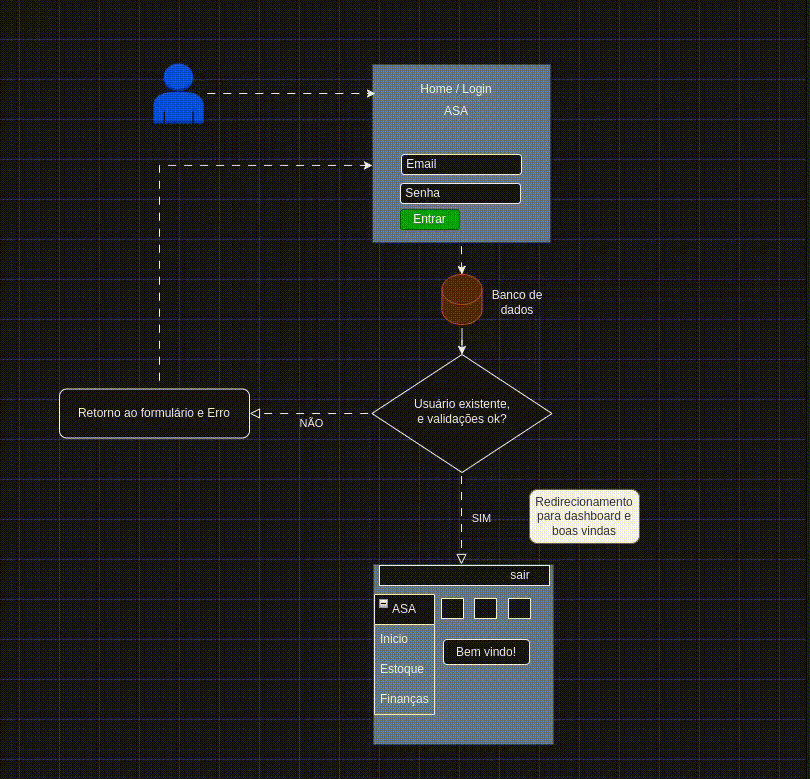 Home / Login
ASA
Email
Senha
Entrar
Banco de
dados
Usuário existente,
e validações ok?
NÃO
Retorno ao formulário e Erro
SIM
Redirecionamento
para dashboard e
boas vindas
sair
ASA
Inicio
Bem vindo!
Estoque
Finanças